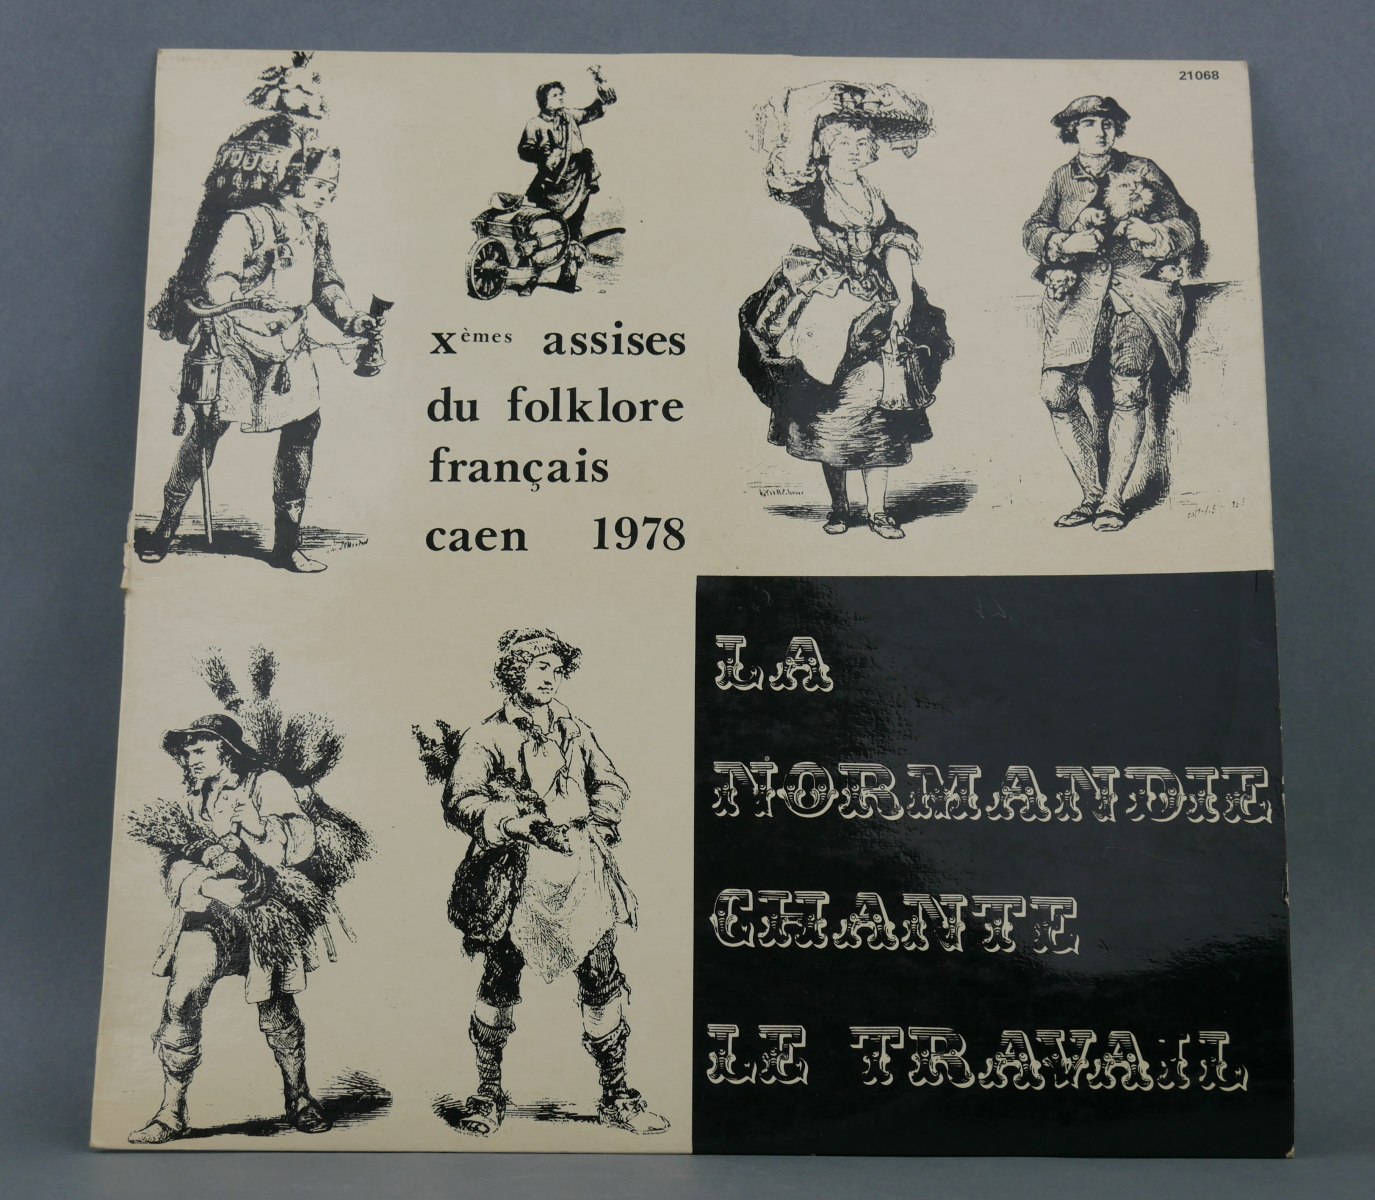 21068
xèmes assises
du folklore
français
caen 1978
LA
NORMANDIE
CHANTE
LE TRAVAIL